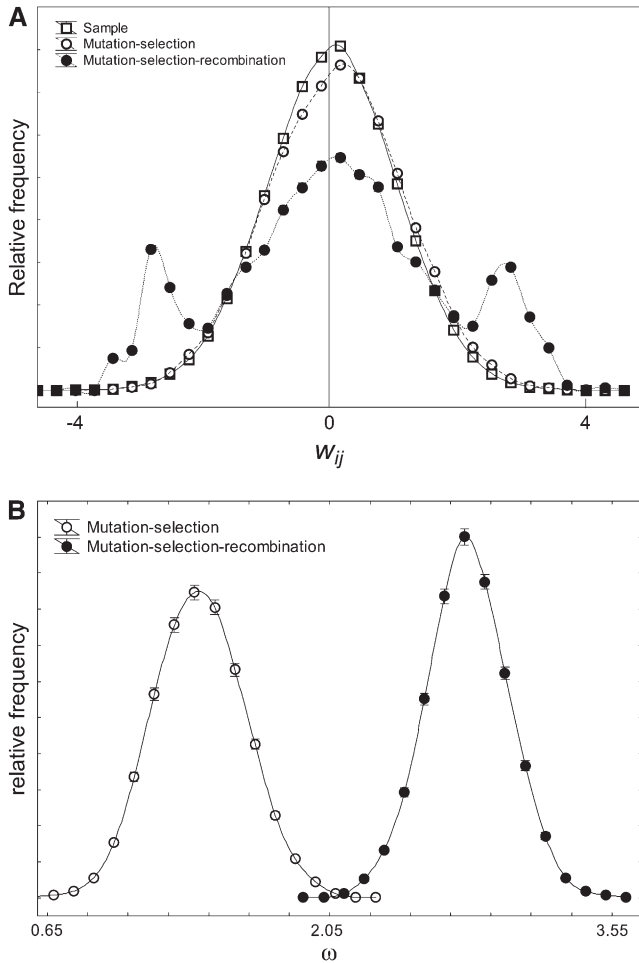 A
Sample
Mutation-selection
Mutation-selection-recombination
Relative frequency
-4 0 4
wij
B
Mutation-selection
Mutation-selection-recombination
relative frequency
0.65 2.05 3.55
ω